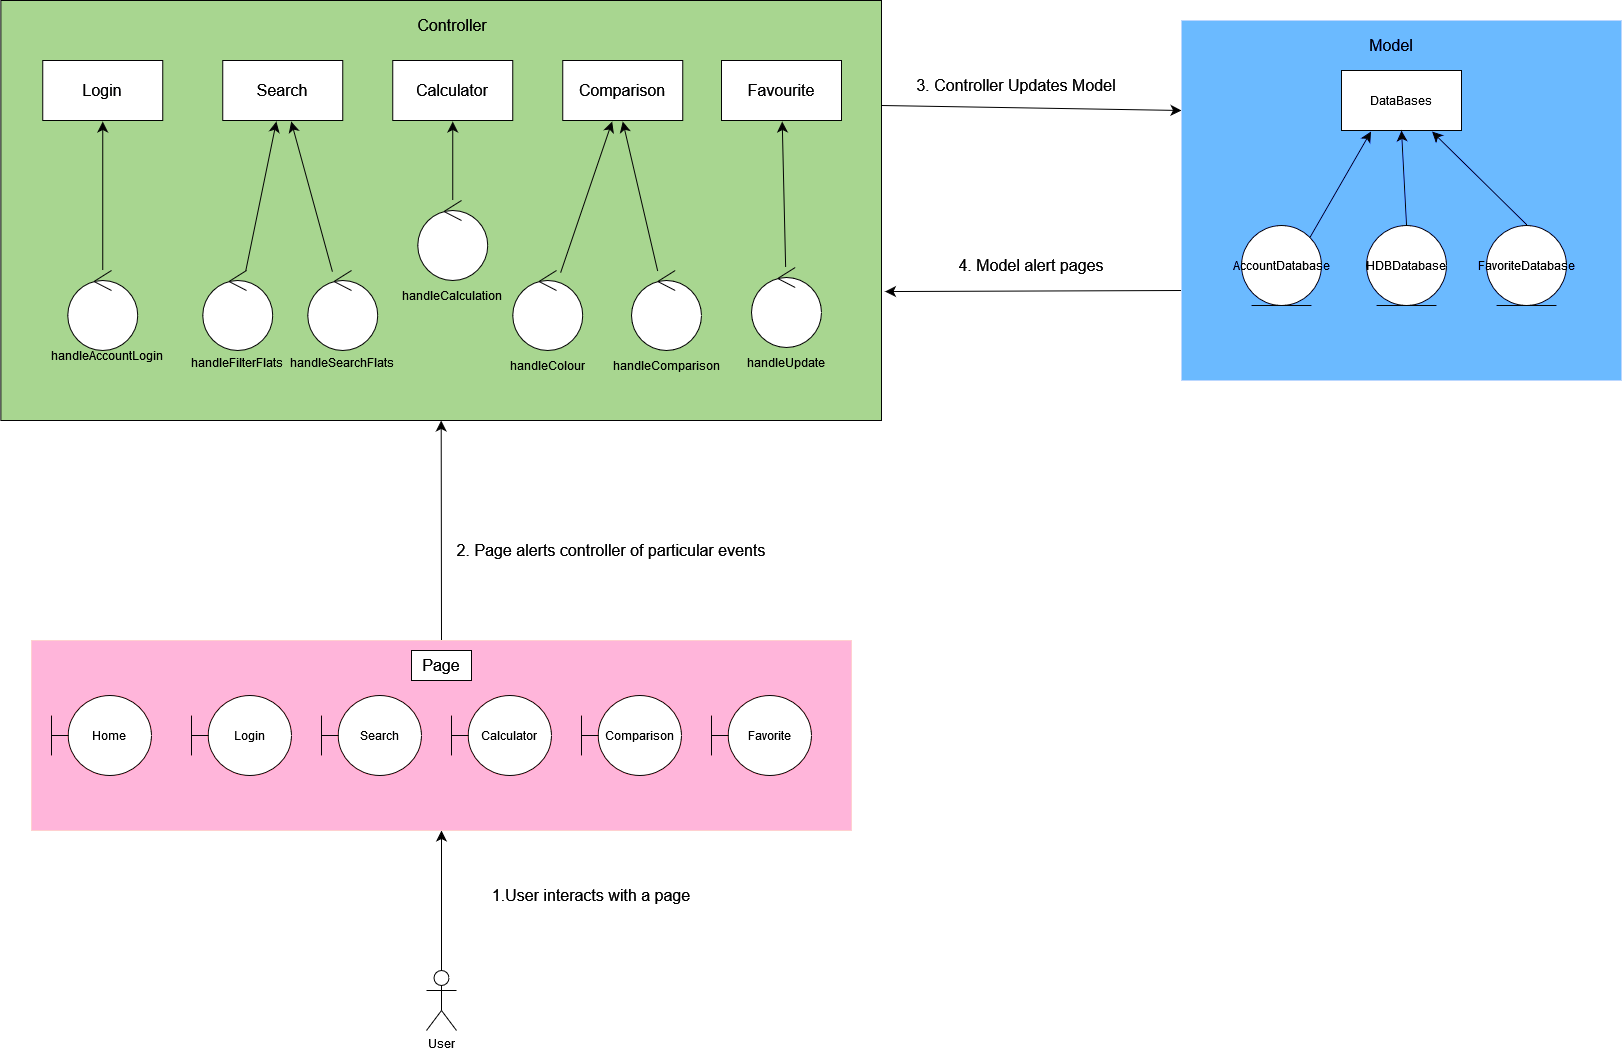 Controller
Login
Search
Calculator
Comparison
Favourite
handleAccountLogin
handleFilterFlats
handleSearchFlats
handleCalculation
handleColour
handleComparison
handleUpdate
3. Controller Updates Model
4. Model alert pages
Model
DataBases
AccountDatabase
HDBDatabase
FavoriteDatabase
2. Page alerts controller of particular events
Page
Home
Login
Search
Calculator
Comparison
Favorite
1.User interacts with a page
User